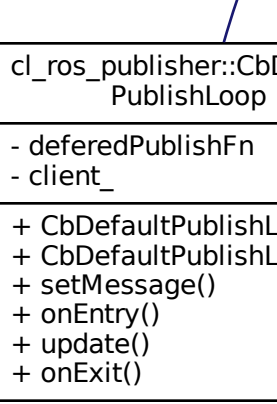 cl_ros_publisher::CbD
PublishLoop
- deferedPublishFn
- client_
+ CbDefaultPublishL
+ CbDefaultPublishL
+ setMessage()
+ onEntry()
+ update()
+ onExit()